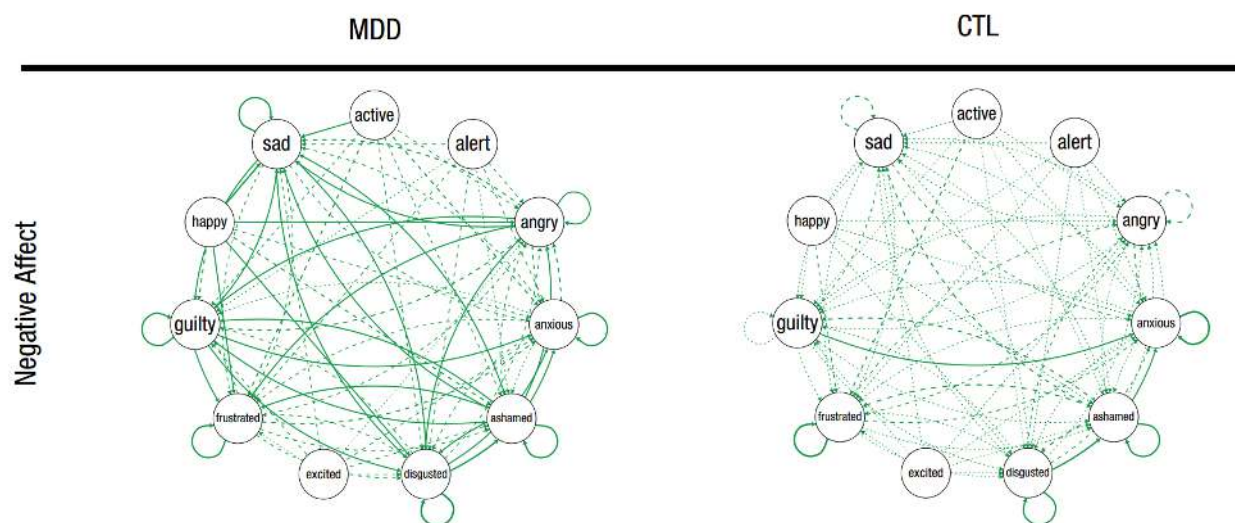 MDD CTL
Negative Affect
active
sad
alert
happy
angry
guilty
anxious
frustrated
ashamed
excited
disgusted
active
sad
alert
happy
angry
guilty
anxious
frustrated
ashamed
excited
disgusted